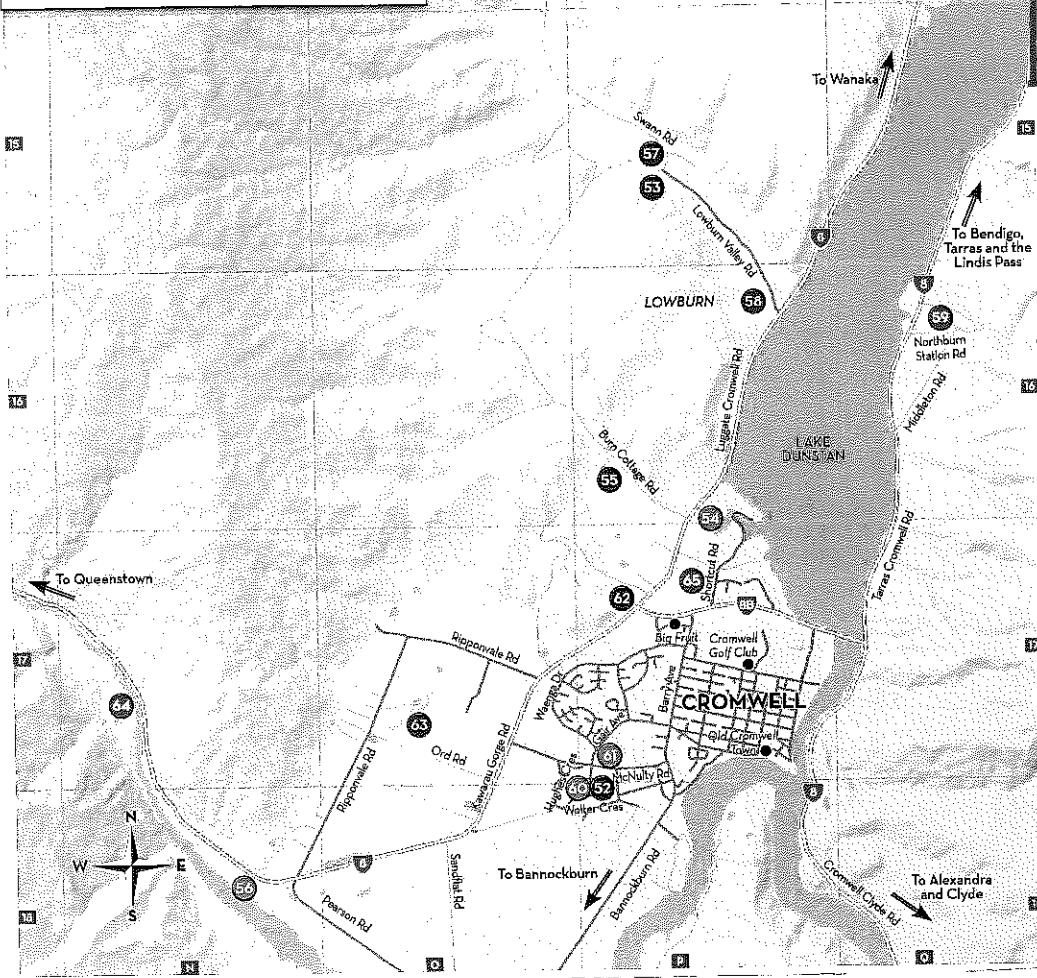 To Wanaka
15
Swann Rd
15
57
53
To Bendigo,
Tarras and the
Lindis Pass
Lowburn Valley Rd
6
8
LOWBURN
58
59
Northburn
Station Rd
Luggate Cromwell Rd
Middleton Rd
16
16
LAKE
DUNSTAN
Burn Cottage Rd
55
54
Tarras Cromwell Rd
To Queenstown
65
Shortcut Rd
62
8B
Big Fruit
Cromwell
Golf Club
Ripponvale Rd
17
17
Barry Ave
CROMWELL
64
63
Ord Rd
Gair Ave
Old Cromwell
Town
61
McNulty Rd
Kawarau Gorge Rd
Ripponvale Rd
Hughes Cres
60
52
Walter Cres
8
N
W
E
S
6
Sandflat Rd
To Bannockburn
Bannockburn Rd
Cromwell Clyde Rd
To Alexandra
and Clyde
56
Pearson Rd
18
N
O
P
Q